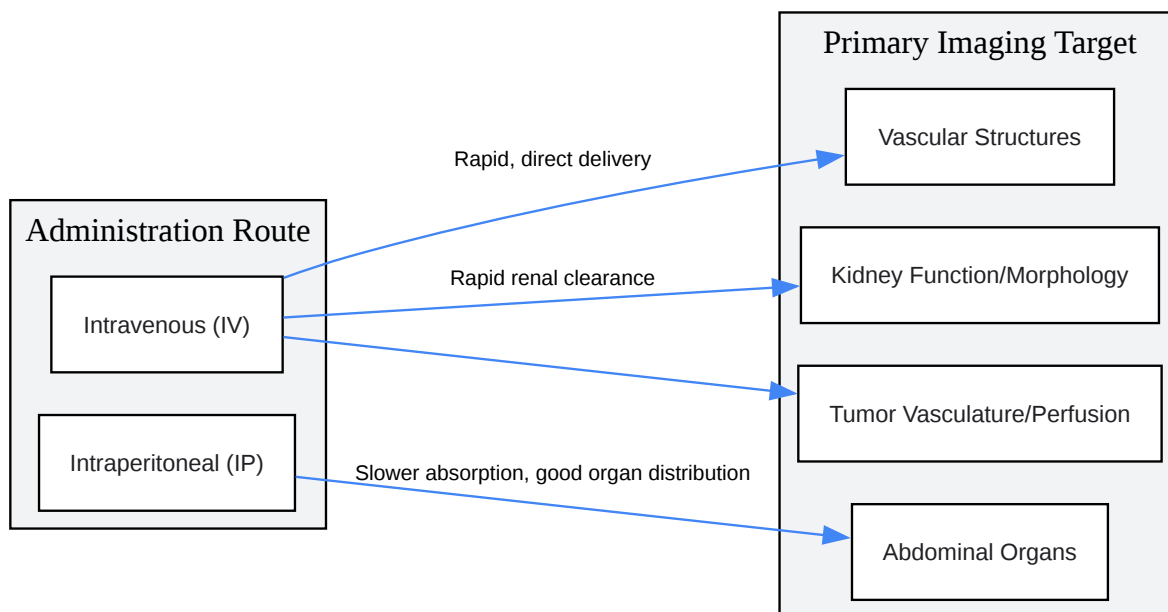 Primary Imaging Target
Vascular Structures
Rapid, direct delivery
Administration Route
Kidney Function/Morphology
Rapid renal clearance
Intravenous (IV)
Tumor Vasculature/Perfusion
Intraperitoneal (IP)
Slower absorption, good organ distribution
Abdominal Organs